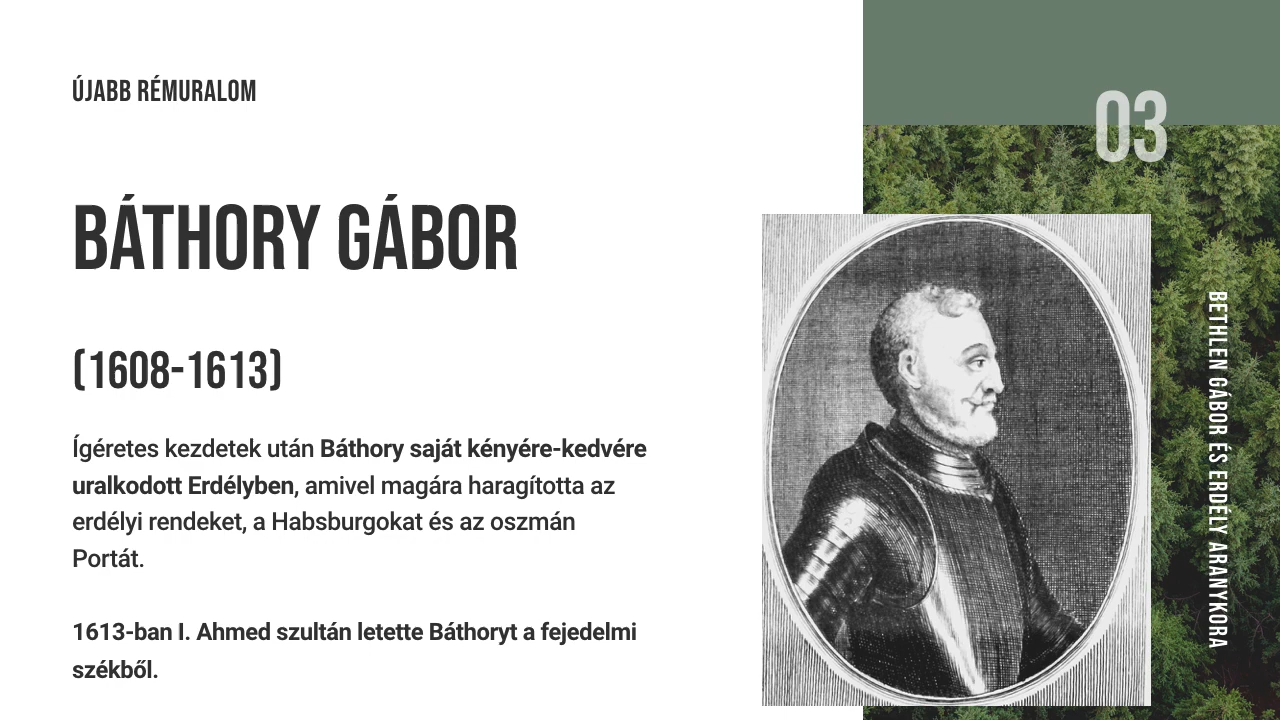 ÚJABB RÉMURALOM
03
BÁTHORY GÁBOR
(1608-1613)
Ígéretes kezdetek után Báthory saját kényére-kedvére
uralkodott Erdélyben, amivel magára haragította az
erdélyi rendeket, a Habsburgokat és az oszmán
Portát.
1613-ban I. Ahmed szultán letette Báthoryt a fejedelmi
székből.
BETHLEN GÁBOR ÉS ERDÉLY ARANYKORA